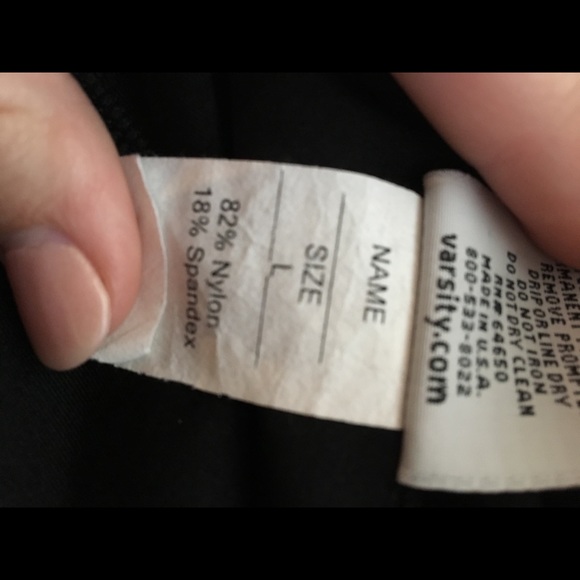 NAME
SIZE
L
82% Nylon
18% Spandex
REMOVE
DRIP OR LINE DRY
DO NOT IRON
DO NOT DRY CLEAN
RN# 64650
MADE IN U.S.A.
800-533-8022
varsity.com